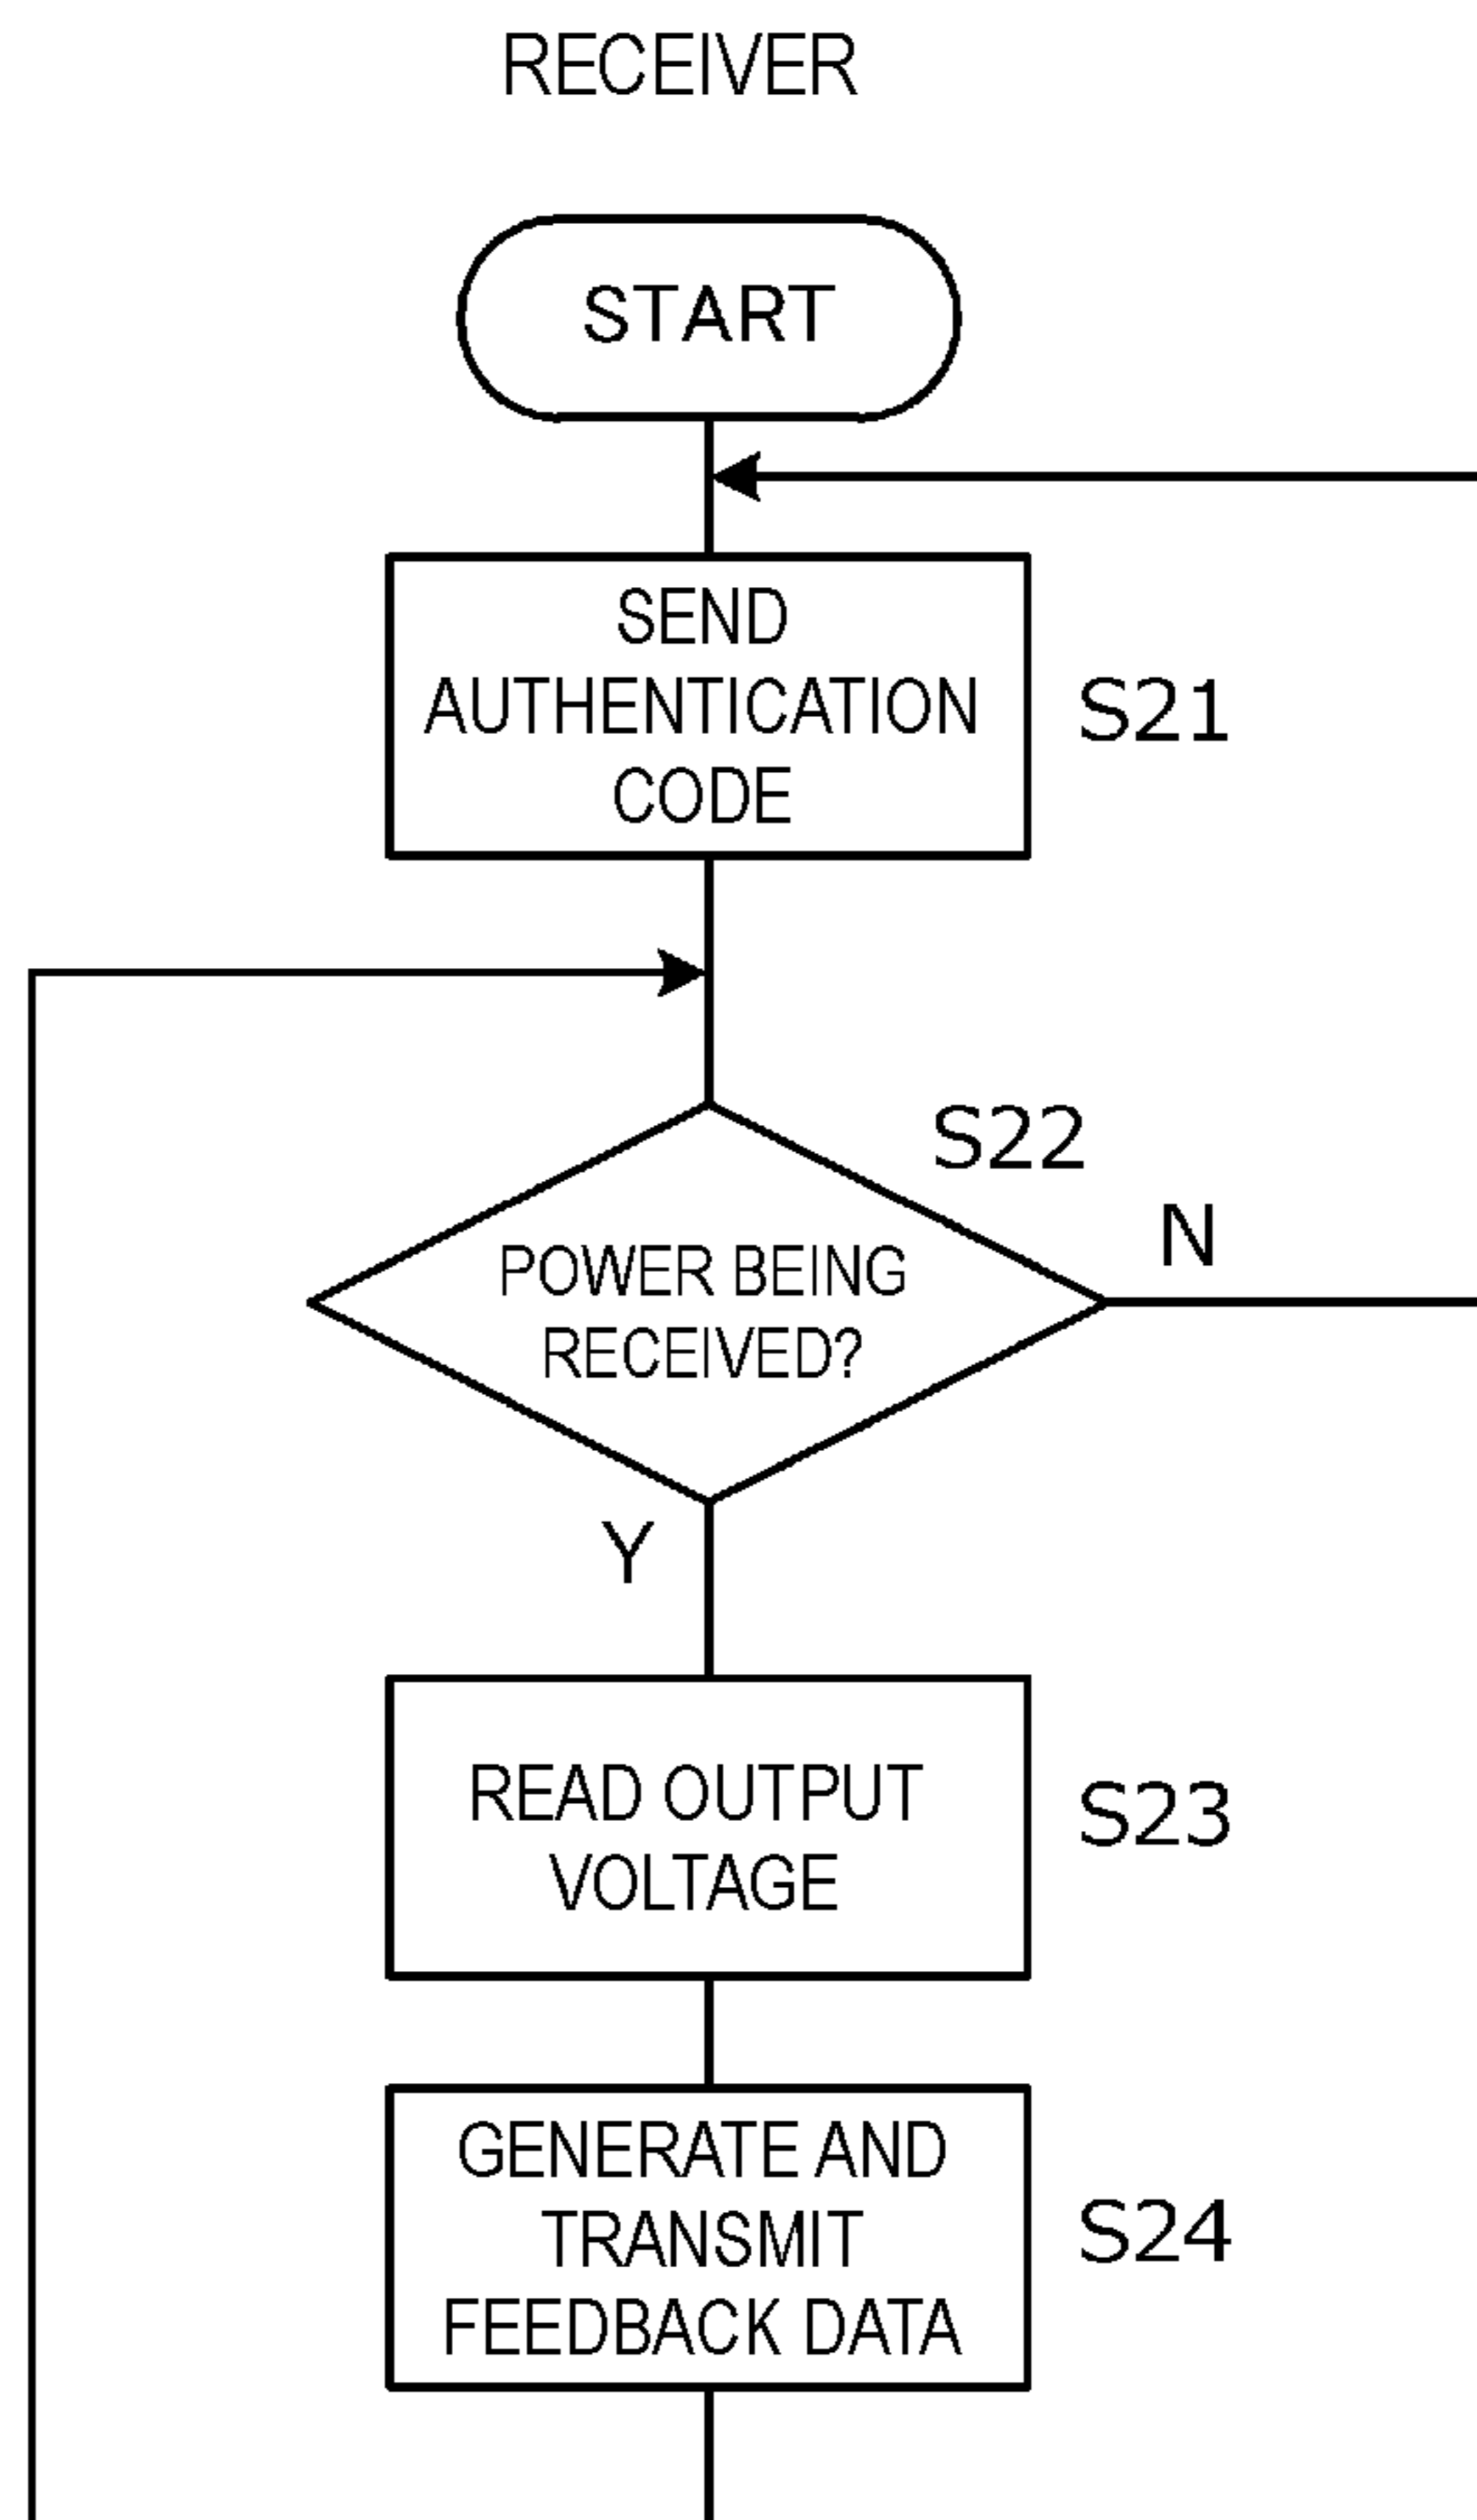 RECEIVER
START
SEND
AUTHENTICATION
CODE
S21
S22
POWER BEING
RECEIVED?
N
Y
READ OUTPUT
VOLTAGE
S23
GENERATE AND
TRANSMIT
FEEDBACK DATA
S24